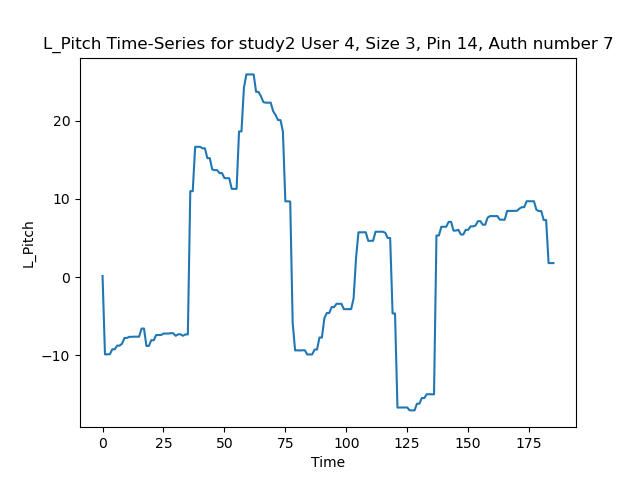 L_Pitch Time-Series for study2 User 4, Size 3, Pin 14, Auth number 7
20
10
0
−10
L_Pitch
0 25 50 75 100 125 150 175
Time